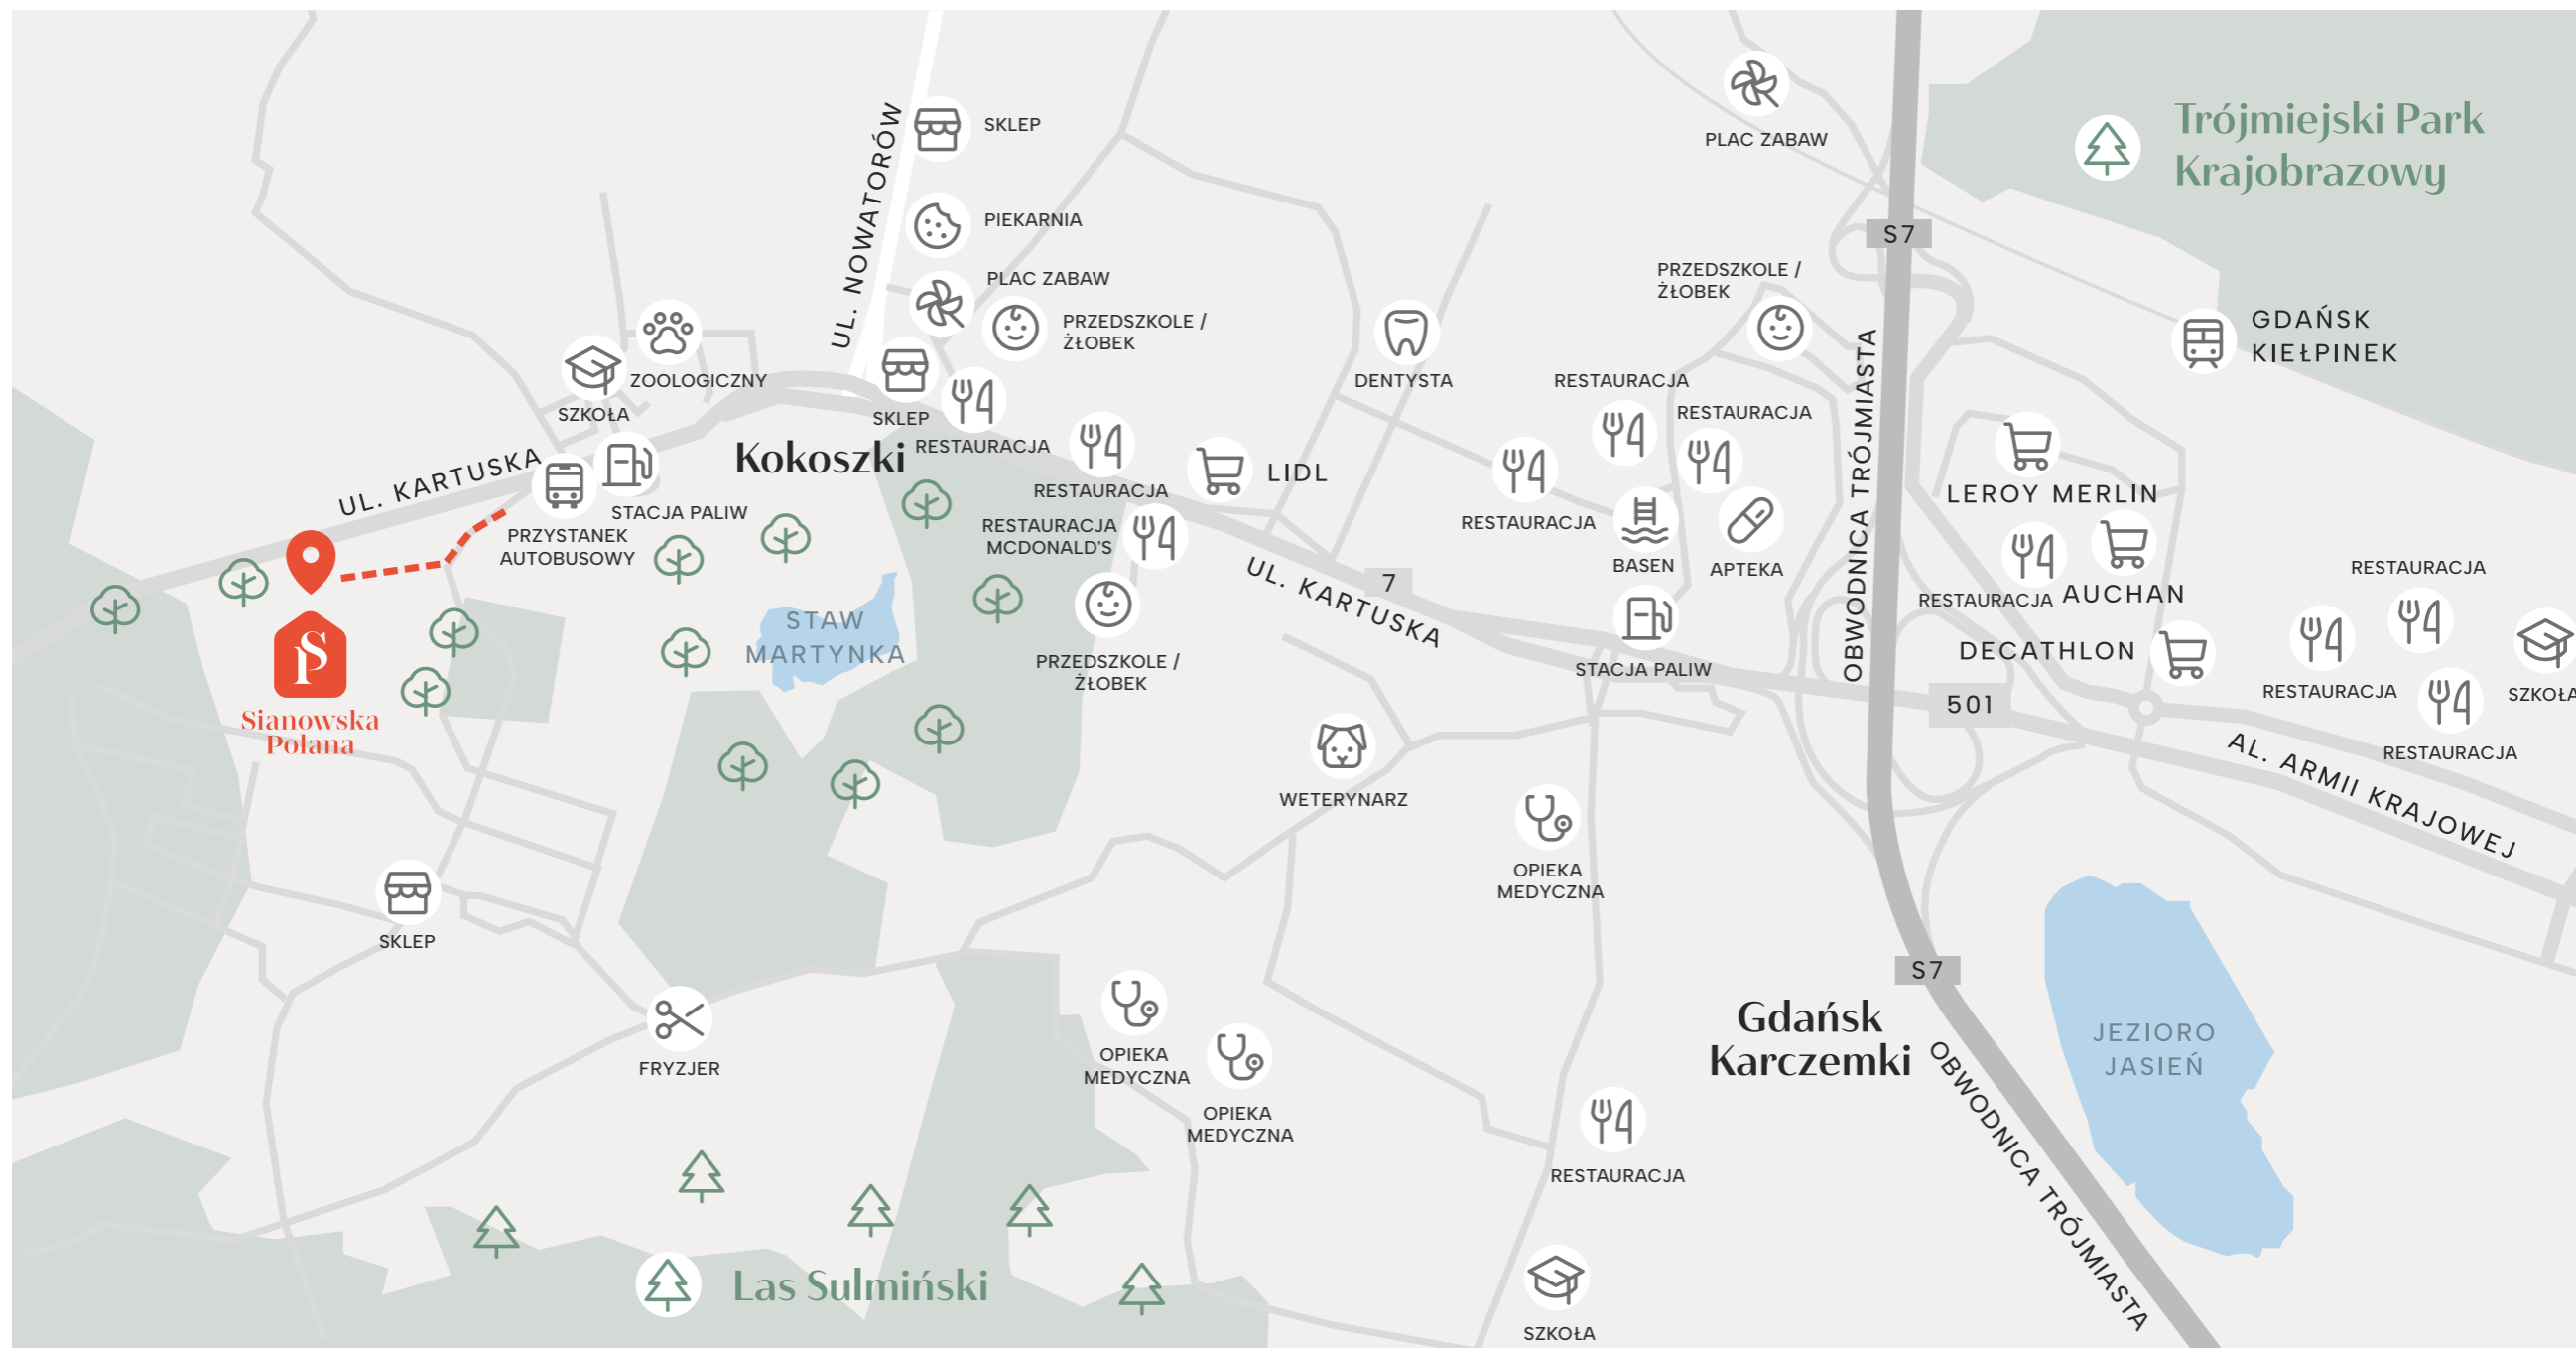 SKLEP
PLAC ZABAW
Trójmiejski Park
Krajobrazowy
UL. NOWATORÓW
PIEKARNIA
S7
PLAC ZABAW
PRZEDSZKOLE /
ŻŁOBEK
PRZEDSZKOLE /
ŻŁOBEK
GDAŃSK
KIEŁPINEK
ZOOLOGICZNY
SZKOŁA
SKLEP
RESTAURACJA
Kokoszki
DENTYSTA
RESTAURACJA
RESTAURACJA
OBWODNICA TRÓJMIASTA
UL. KARTUSKA
STACJA PALIW
PRZYSTANEK
AUTOBUSOWY
RESTAURACJA
LIDL
RESTAURACJA
MCDONALD'S
RESTAURACJA
BASEN
APTEKA
LEROY MERLIN
RESTAURACJA
AUCHAN
RESTAURACJA
7
UL. KARTUSKA
STAW
MARTYNKA
PRZEDSZKOLE /
ŻŁOBEK
STACJA PALIW
DECATHLON
RESTAURACJA
SZKOŁA
PS
Sianowska
Polana
501
RESTAURACJA
AL. ARMII KRAJOWEJ
WETERYNARZ
OPIEKA
MEDYCZNA
SKLEP
S7
Gdańsk
Karczemki
JEZIORO
JASIEŃ
FRYZJER
OPIEKA
MEDYCZNA
OPIEKA
MEDYCZNA
OBWODNICA TRÓJMIASTA
RESTAURACJA
Las Sulmiński
SZKOŁA